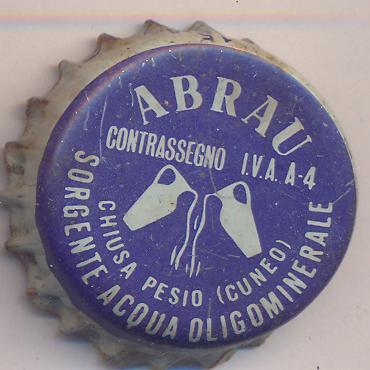 ABRAU
CONTRASSEGNO I.V.A. A-4
CHIUSA PESIO (CUNEO)
SORGENTE ACQUA OLIGOMINERALE